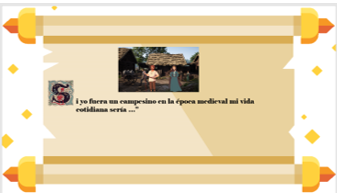 Si yo fuera un campesino en la época medieval mi vida
cotidiana sería ..."